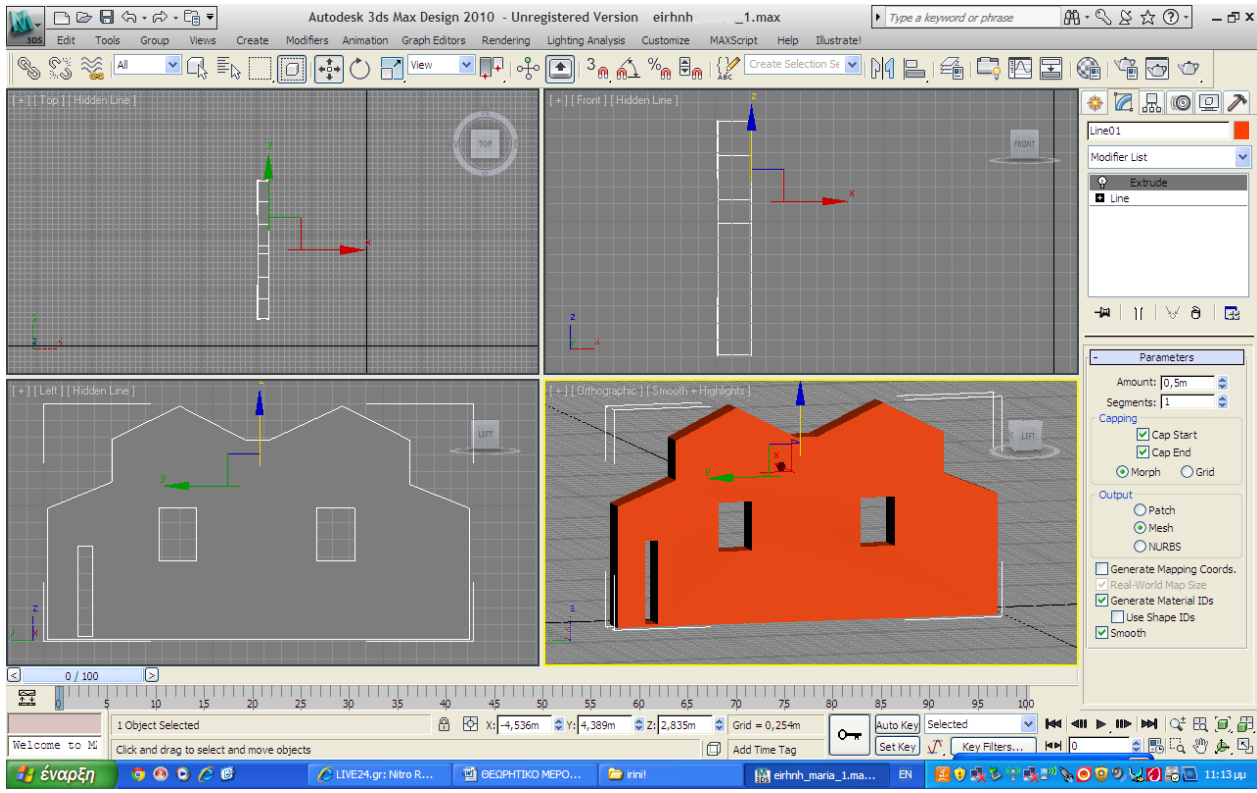 Autodesk 3ds Max Design 2010 - Unregistered Version eirhnh _1.max
Type a keyword or phrase
3DS
Edit Tools Group Views Create Modifiers Animation Graph Editors Rendering Lighting Analysis Customize MAXScript Help Illustrate!
All
View
3
ABC
Create Selection Se
[ + ] [ Top ] [ Hidden Line ]
TOP
y
x
z
x
[ + ] [ Front ] [ Hidden Line ]
FRONT
z
x
z
x
[ + ] [ Left ] [ Hidden Line ]
LEFT
y
z
x
[ + ] [ Orthographic ] [ Smooth + Highlights ]
LEFT
x
y
Line01
Modifier List
Extrude
Line
Parameters
Amount: 0,5m
Segments: 1
Capping
Cap Start
Cap End
Morph Grid
Output
Patch
Mesh
NURBS
Generate Mapping Coords.
Real-World Map Size
Generate Material IDs
Use Shape IDs
Smooth
0 / 100
0 5 10 15 20 25 30 35 40 45 50 55 60 65 70 75 80 85 90 95 100
1 Object Selected
X: -4,536m Y: 4,389m Z: 2,835m Grid = 0,254m
Auto Key Selected
Welcome to M
Click and drag to select and move objects
Add Time Tag
Set Key Key Filters... 0
έναρξη
LIVE24.gr: Nitro R...
ΘΕΩΡΗΤΙΚΟ ΜΕΡΟ...
irini!
eirhnh_maria_1.ma...
EN
11:13 μμ